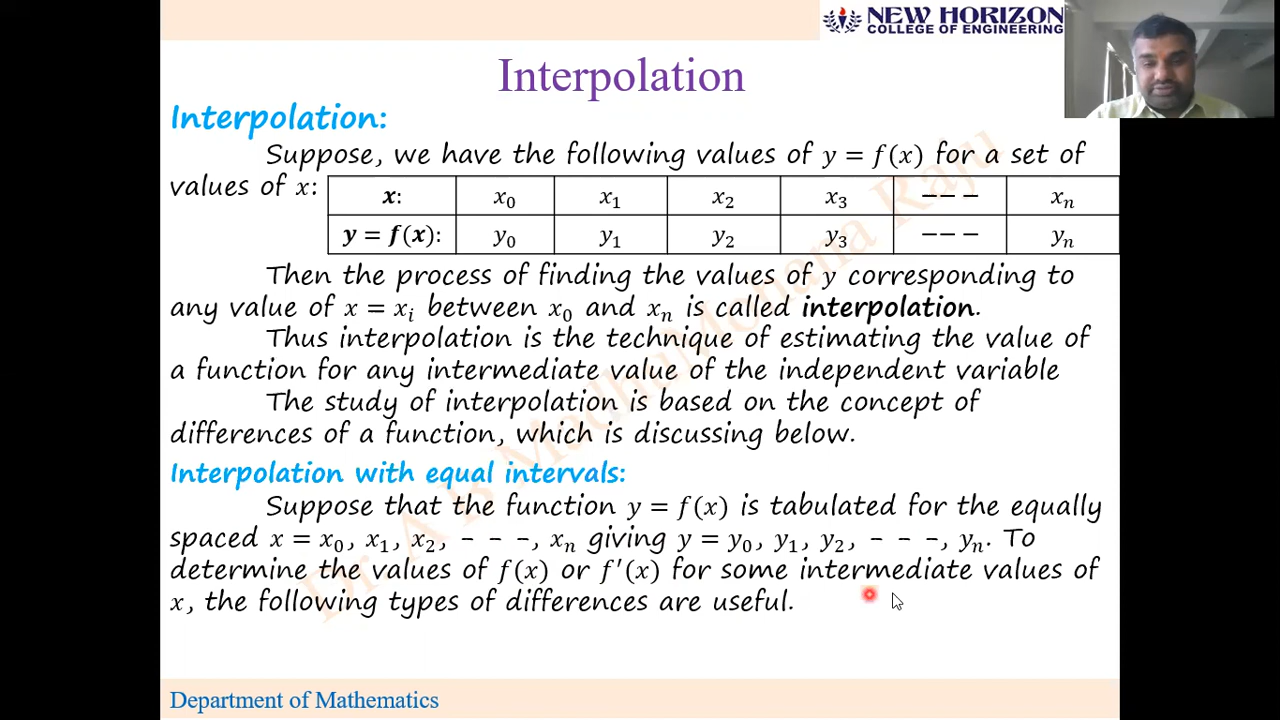 NEW HORIZON
COLLEGE OF ENGINEERING
Interpolation
Interpolation:
Suppose, we have the following values of y = f(x) for a set of
values of x:
x: x₀ x₁ x₂ x₃ − − − xₙ
y = f(x): y₀ y₁ y₂ y₃ − − − yₙ
Then the process of finding the values of y corresponding to
any value of x = xᵢ between x₀ and xₙ is called interpolation.
Thus interpolation is the technique of estimating the value of
a function for any intermediate value of the independent variable
The study of interpolation is based on the concept of
differences of a function, which is discussing below.
Interpolation with equal intervals:
Suppose that the function y = f(x) is tabulated for the equally
spaced x = x₀, x₁, x₂, − − −, xₙ giving y = y₀, y₁, y₂, − − −, yₙ. To
determine the values of f(x) or f′(x) for some intermediate values of
x, the following types of differences are useful.
Department of Mathematics